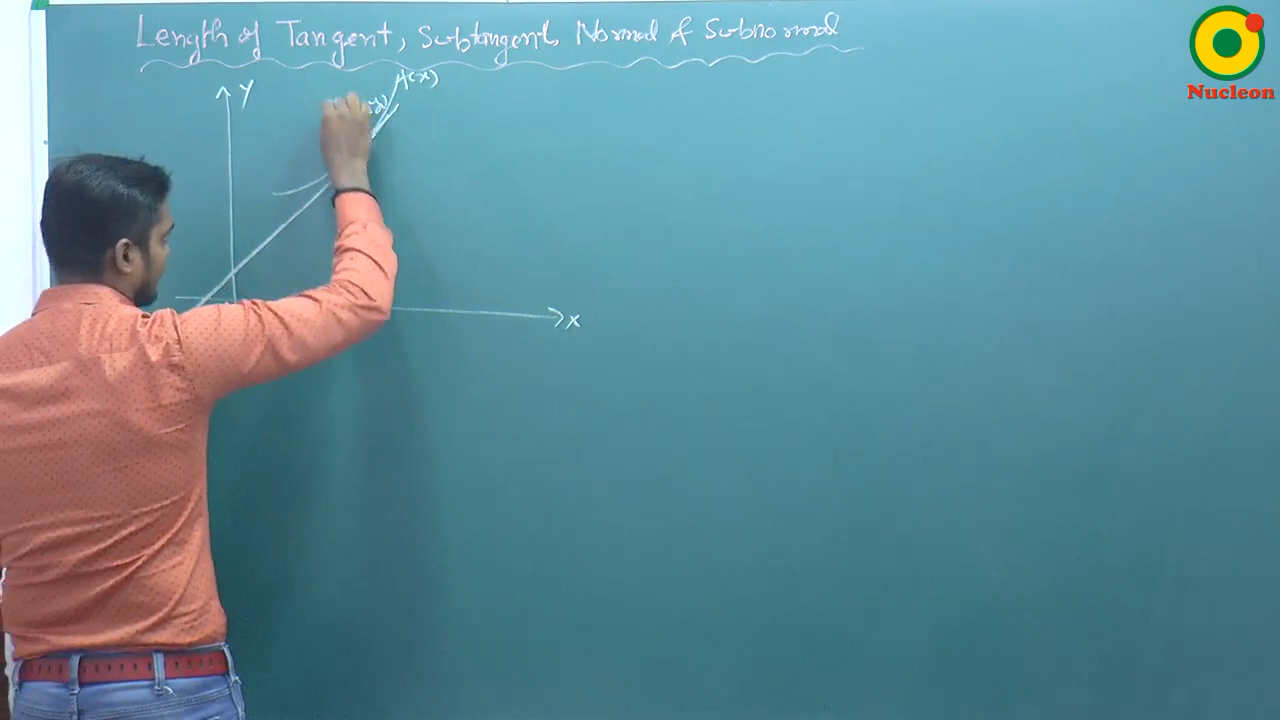 Length of Tangent, Subtangent, Normal & Subnormal
Y
f(x)
x
Nucleon